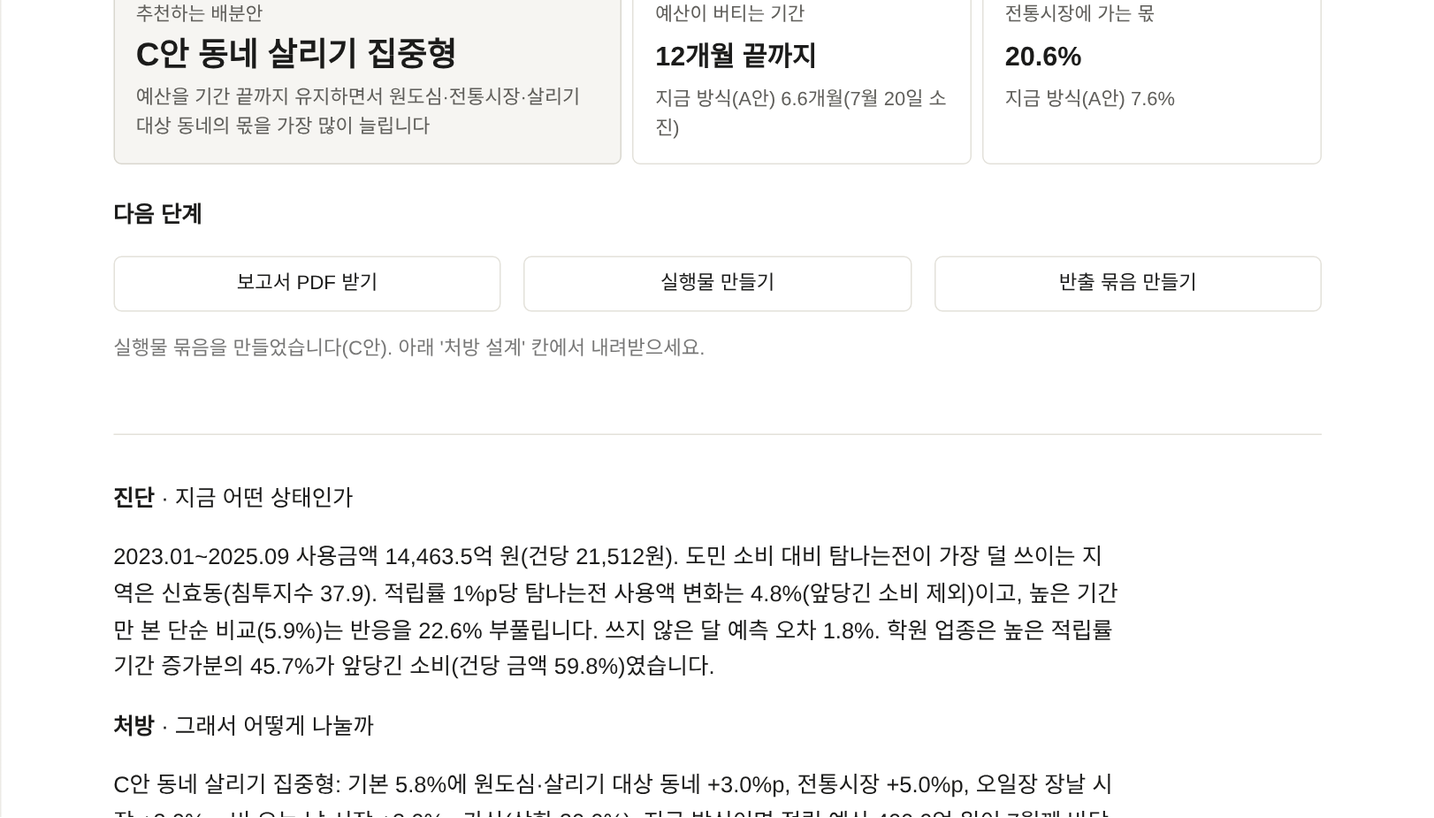 추천하는 배분안
C안 동네 살리기 집중형
예산을 기간 끝까지 유지하면서 원도심·전통시장·살리기
대상 동네의 몫을 가장 많이 늘립니다
예산이 버티는 기간
12개월 끝까지
지금 방식(A안) 6.6개월(7월 20일 소
진)
전통시장에 가는 몫
20.6%
지금 방식(A안) 7.6%
다음 단계
보고서 PDF 받기
실행물 만들기
반출 묶음 만들기
실행물 묶음을 만들었습니다(C안). 아래 '처방 설계' 칸에서 내려받으세요.
진단 · 지금 어떤 상태인가
2023.01~2025.09 사용금액 14,463.5억 원(건당 21,512원). 도민 소비 대비 탐나는전이 가장 덜 쓰이는 지
역은 신효동(침투지수 37.9). 적립률 1%p당 탐나는전 사용액 변화는 4.8%(앞당긴 소비 제외)이고, 높은 기간
만 본 단순 비교(5.9%)는 반응을 22.6% 부풀립니다. 쓰지 않은 달 예측 오차 1.8%. 학원 업종은 높은 적립률
기간 증가분의 45.7%가 앞당긴 소비(건당 금액 59.8%)였습니다.
처방 · 그래서 어떻게 나눌까
C안 동네 살리기 집중형: 기본 5.8%에 원도심·살리기 대상 동네 +3.0%p, 전통시장 +5.0%p, 오일장 장날 시